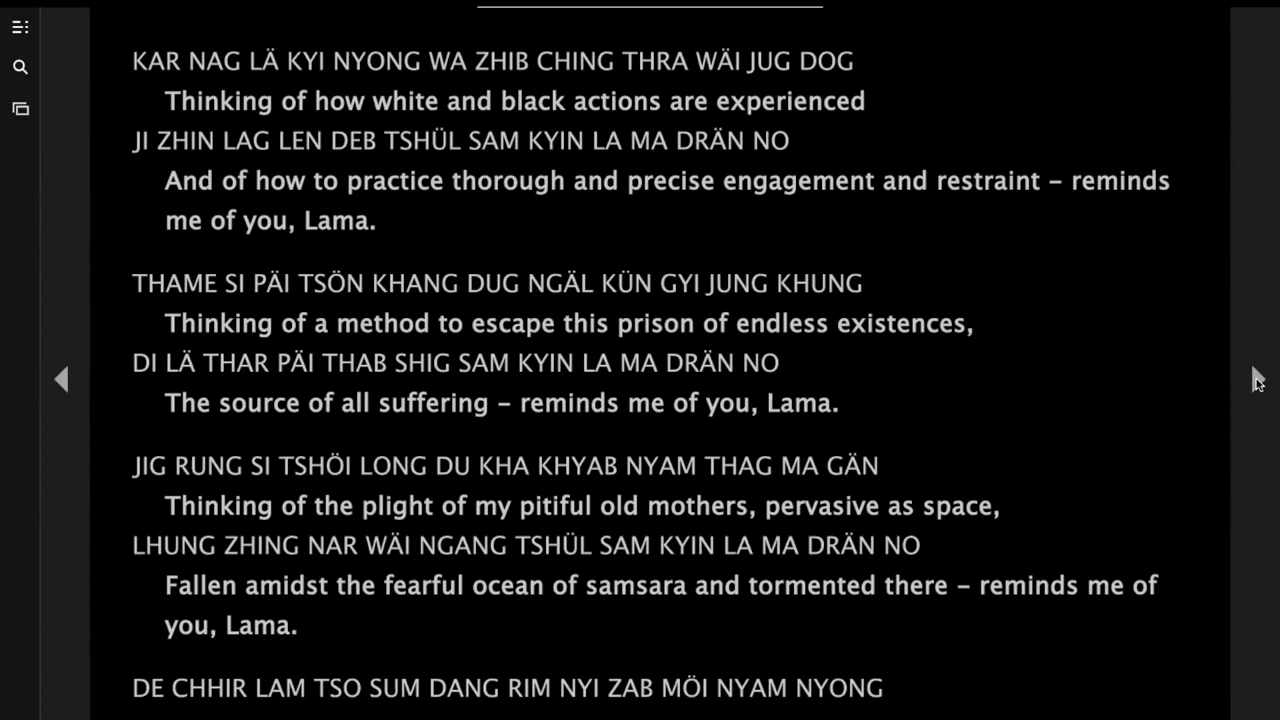 KAR NAG LÄ KYI NYONG WA ZHIB CHING THRA WÄI JUG DOG
Thinking of how white and black actions are experienced
JI ZHIN LAG LEN DEB TSHÜL SAM KYIN LA MA DRÄN NO
And of how to practice thorough and precise engagement and restraint – reminds
me of you, Lama.
THAME SI PÄI TSÖN KHANG DUG NGÄL KÜN GYI JUNG KHUNG
Thinking of a method to escape this prison of endless existences,
DI LÄ THAR PÄI THAB SHIG SAM KYIN LA MA DRÄN NO
The source of all suffering – reminds me of you, Lama.
JIG RUNG SI TSHÖI LONG DU KHA KHYAB NYAM THAG MA GÄN
Thinking of the plight of my pitiful old mothers, pervasive as space,
LHUNG ZHING NAR WÄI NGANG TSHÜL SAM KYIN LA MA DRÄN NO
Fallen amidst the fearful ocean of samsara and tormented there – reminds me of
you, Lama.
DE CHHIR LAM TSO SUM DANG RIM NYI ZAB MÖI NYAM NYONG